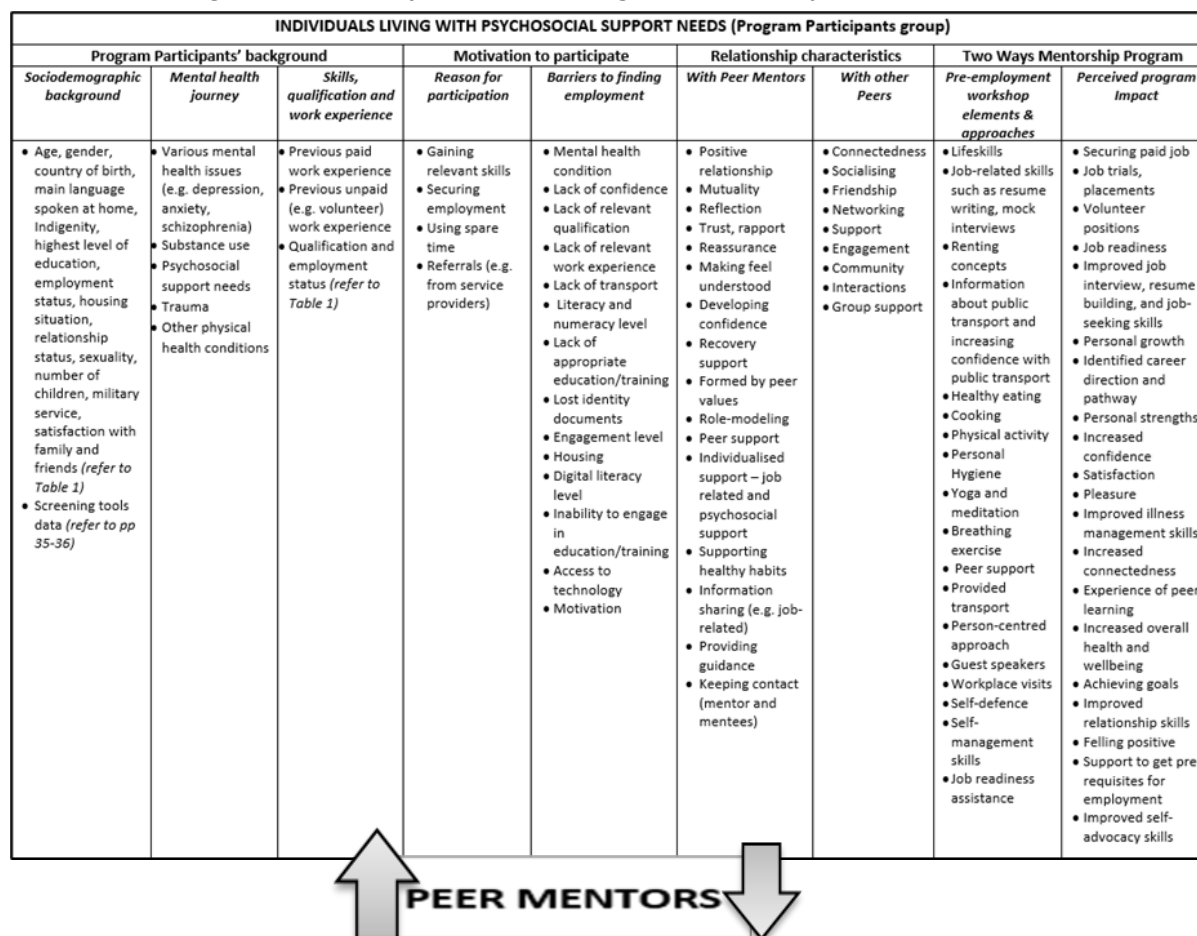 INDIVIDUALS LIVING WITH PSYCHOSOCIAL SUPPORT NEEDS (Program Participants group)
Program Participants' background
Motivation to participate
Relationship characteristics
Two Ways Mentorship Program
Sociodemographic
background
Mental health
journey
Skills,
qualification and
work experience
Reason for
participation
Barriers to finding
employment
With Peer Mentors
With other
Peers
Pre-employment
workshop
elements &
approaches
Perceived program
Impact
• Age, gender,
country of birth,
main language
spoken at home,
Indigenity,
highest level of
education,
employment
status, housing
situation,
relationship
status, sexuality,
number of
children, military
service,
satisfaction with
family and
friends (refer to
Table 1)
• Screening tools
data (refer to pp
35-36)
• Various mental
health issues
(e.g. depression,
anxiety,
schizophrenia)
• Substance use
• Psychosocial
support needs
• Trauma
• Other physical
health conditions
• Previous paid
work experience
• Previous unpaid
(e.g. volunteer)
work experience
• Qualification and
employment
status (refer to
Table 1)
• Gaining
relevant skills
• Securing
employment
• Using spare
time
• Referrals (e.g.
from service
providers)
• Mental health
condition
• Lack of confidence
• Lack of relevant
qualification
• Lack of relevant
work experience
• Lack of transport
• Literacy and
numeracy level
• Lack of
appropriate
education/training
• Lost identity
documents
• Engagement level
• Housing
• Digital literacy
level
• Inability to engage
in
education/training
• Access to
technology
• Motivation
• Positive
relationship
• Mutuality
• Reflection
• Trust, rapport
• Reassurance
• Making feel
understood
• Developing
confidence
• Recovery
support
• Formed by peer
values
• Role-modeling
• Peer support
• Individualised
support – job
related and
psychosocial
support
• Supporting
healthy habits
• Information
sharing (e.g. job-
related)
• Providing
guidance
• Keeping contact
(mentor and
mentees)
• Connectedness
• Socialising
• Friendship
• Networking
• Support
• Engagement
• Community
• Interactions
• Group support
• Lifeskills
• Job-related skills
such as resume
writing, mock
interviews
• Renting
concepts
• Information
about public
transport and
increasing
confidence with
public transport
• Healthy eating
• Cooking
• Physical activity
• Personal
Hygiene
• Yoga and
meditation
• Breathing
exercise
• Peer support
• Provided
transport
• Person-centred
approach
• Guest speakers
• Workplace visits
• Self-defence
• Self-
management
skills
• Job readiness
assistance
• Securing paid job
• Job trials,
placements
• Volunteer
positions
• Job readiness
• Improved job
interview, resume
building, and job-
seeking skills
• Personal growth
• Identified career
direction and
pathway
• Personal strengths
• Increased
confidence
• Satisfaction
• Pleasure
• Improved illness
management skills
• Increased
connectedness
• Experience of peer
learning
• Increased overall
health and
wellbeing
• Achieving goals
• Improved
relationship skills
• Felling positive
• Support to get pre
requisites for
employment
• Improved self-
advocacy skills
PEER MENTORS